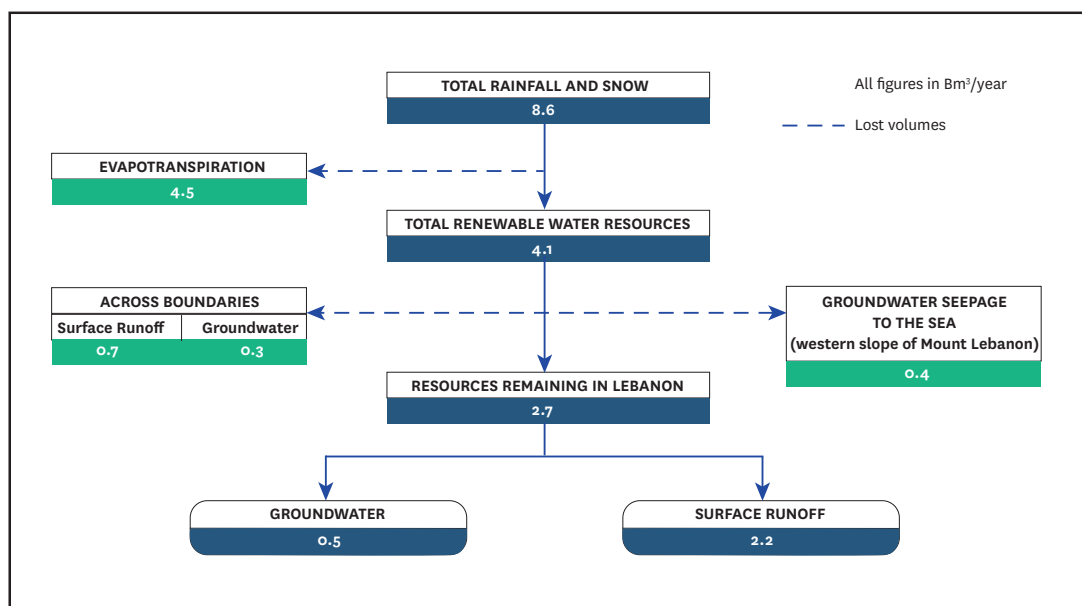 TOTAL RAINFALL AND SNOW
8.6
All figures in Bm³/year
Lost volumes
EVAPOTRANSPIRATION
4.5
TOTAL RENEWABLE WATER RESOURCES
4.1
ACROSS BOUNDARIES
Surface Runoff
Groundwater
0.7
0.3
GROUNDWATER SEEPAGE
TO THE SEA
(western slope of Mount Lebanon)
0.4
RESOURCES REMAINING IN LEBANON
2.7
GROUNDWATER
0.5
SURFACE RUNOFF
2.2